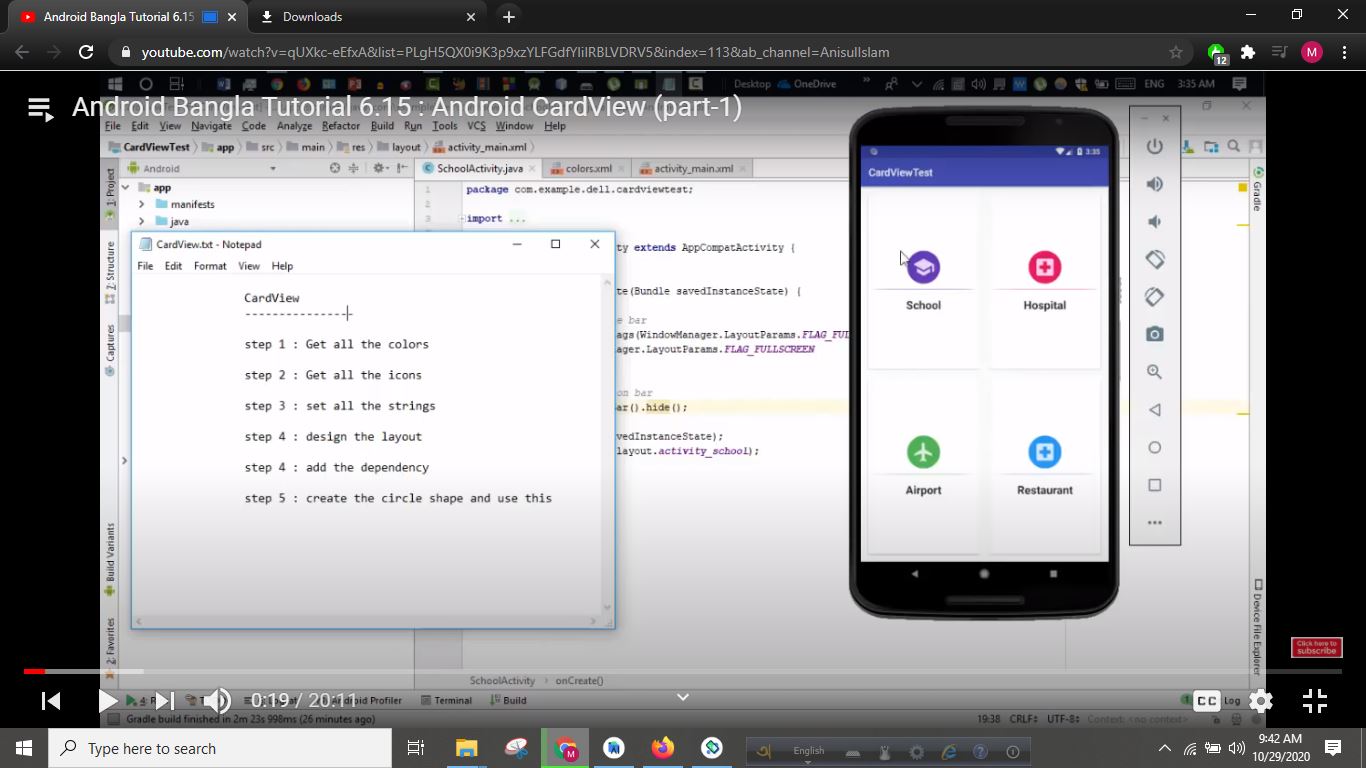 Android Bangla Tutorial 6.15
Downloads
youtube.com/watch?v=qUXkc-eEfxA&list=PLgH5QX0i9K3p9xzYLFGdfYIilRBLVDRV5&index=113&ab_channel=AnisulIslam
12
M
Desktop
OneDrive
ENG
3:35 AM
Android Bangla Tutorial 6.15 : Android CardView (part-1)
File Edit View Navigate Code Analyze Refactor Build Run Tools VCS Window Help
CardViewTest app src main res layout activity_main.xml
Android
SchoolActivity.java
colors.xml
activity_main.xml
1: Project
Z: Structure
Captures
Build Variants
2: Favorites
Gradle
Device File Explorer
app
manifests
java
1 package com.example.dell.cardviewtest;
2
3 import ...
ty extends AppCompatActivity {
te(Bundle savedInstanceState) {
e bar
ags(WindowManager.LayoutParams.FLAG_FUL
ager.LayoutParams.FLAG_FULLSCREEN
on bar
ar().hide();
vedInstanceState);
layout.activity_school);
CardView.txt - Notepad
File Edit Format View Help
CardView
---------------
step 1 : Get all the colors
step 2 : Get all the icons
step 3 : set all the strings
step 4 : design the layout
step 4 : add the dependency
step 5 : create the circle shape and use this
3:35
CardViewTest
School
Hospital
Airport
Restaurant
Click here to
subscribe
SchoolActivity › onCreate()
0:19 / 20:11
Profiler
Terminal
Build
CC
Log
Gradle build finished in 2m 23s 998ms (26 minutes ago)
19:38 CRLF÷ UTF-8÷ Context: <no context>
Type here to search
English
9:42 AM
10/29/2020